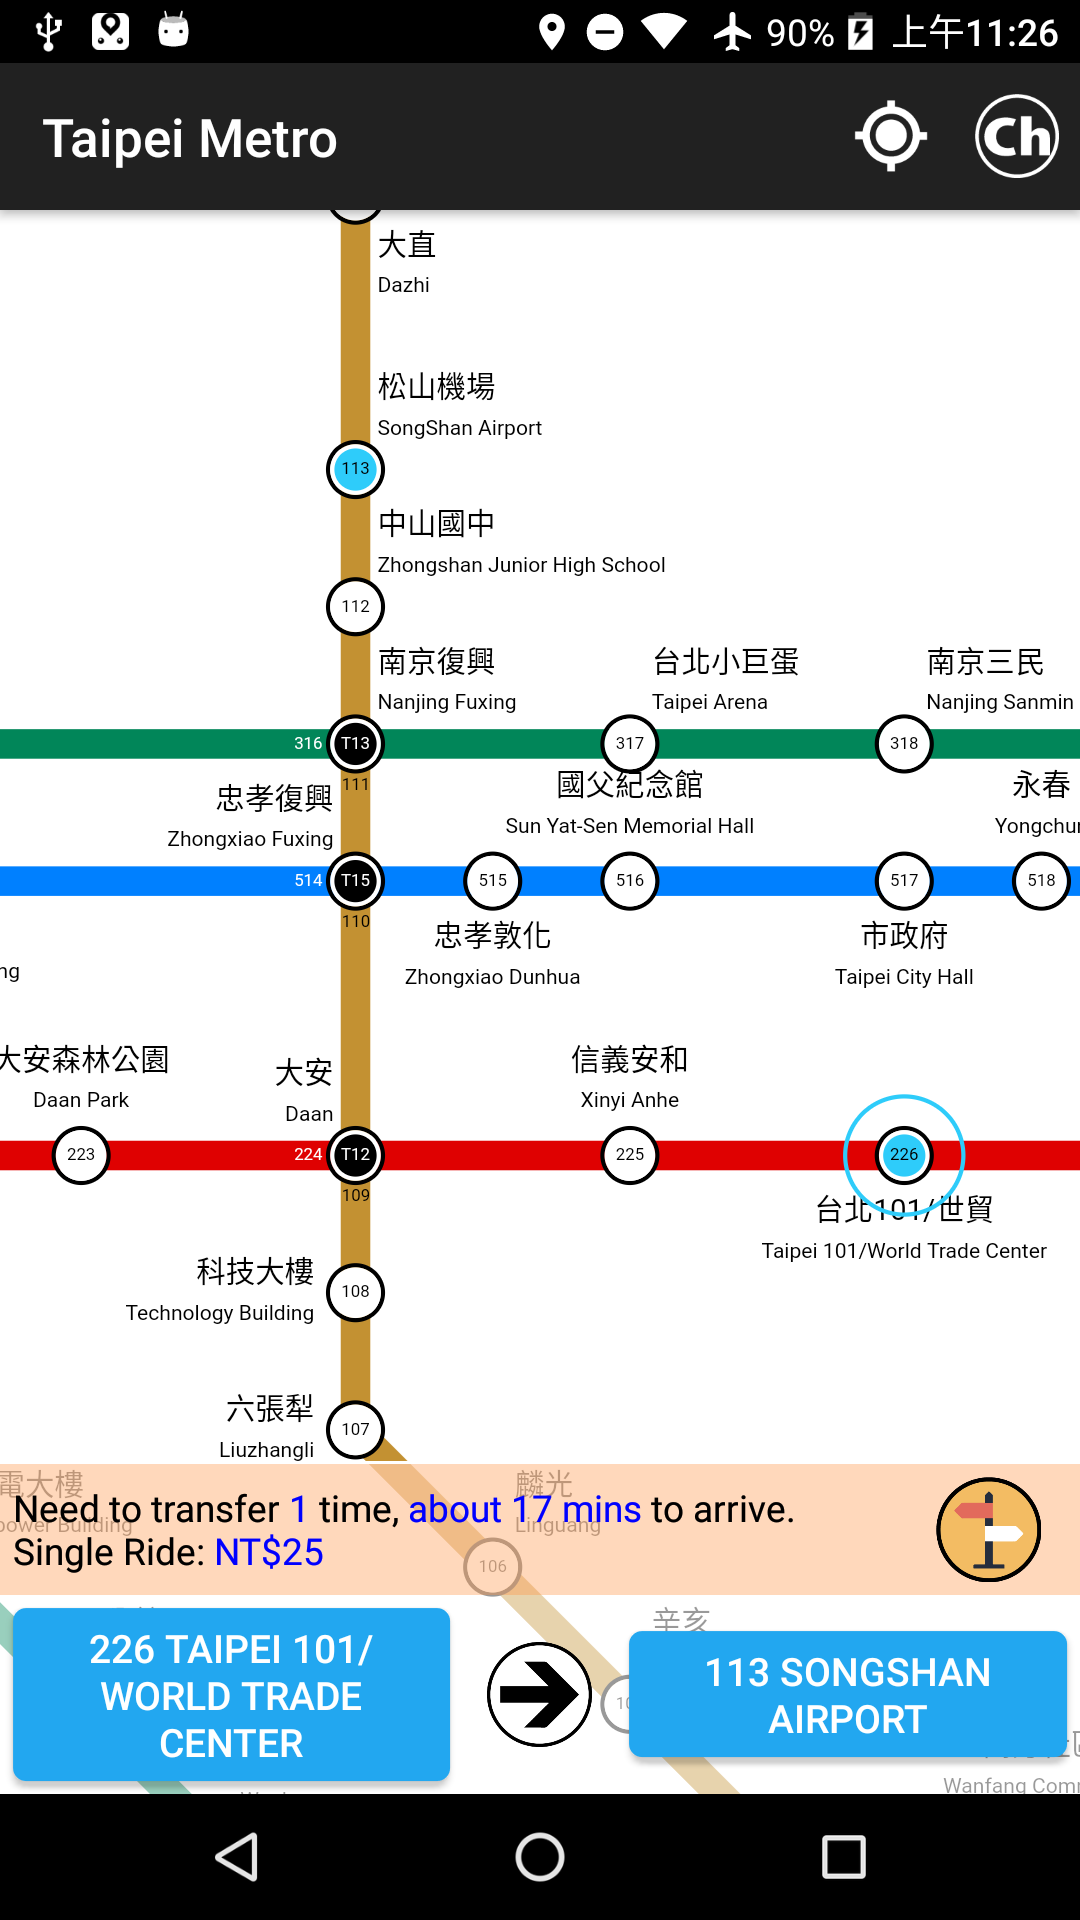 90% 上午11:26
Taipei Metro
Ch
大直
Dazhi
松山機場
SongShan Airport
113
中山國中
Zhongshan Junior High School
112
南京復興
Nanjing Fuxing
台北小巨蛋
Taipei Arena
南京三民
Nanjing Sanmin
316 T13 317 318
111
忠孝復興
Zhongxiao Fuxing
國父紀念館
Sun Yat-Sen Memorial Hall
永春
514 T15 515 516 517 518
110
忠孝敦化
Zhongxiao Dunhua
市政府
Taipei City Hall
ng
大安森林公園
Daan Park
大安
Daan
信義安和
Xinyi Anhe
223 224 T12 225 226
109
台北101/世貿
Taipei 101/World Trade Center
科技大樓
Technology Building
108
六張犁
Liuzhangli
107
電大樓
power Building
麟光
Linguang
106
Need to transfer 1 time, about 17 mins to arrive.
Single Ride: NT$25
辛亥
226 TAIPEI 101/
WORLD TRADE
CENTER
113 SONGSHAN
AIRPORT
Wanfang Com